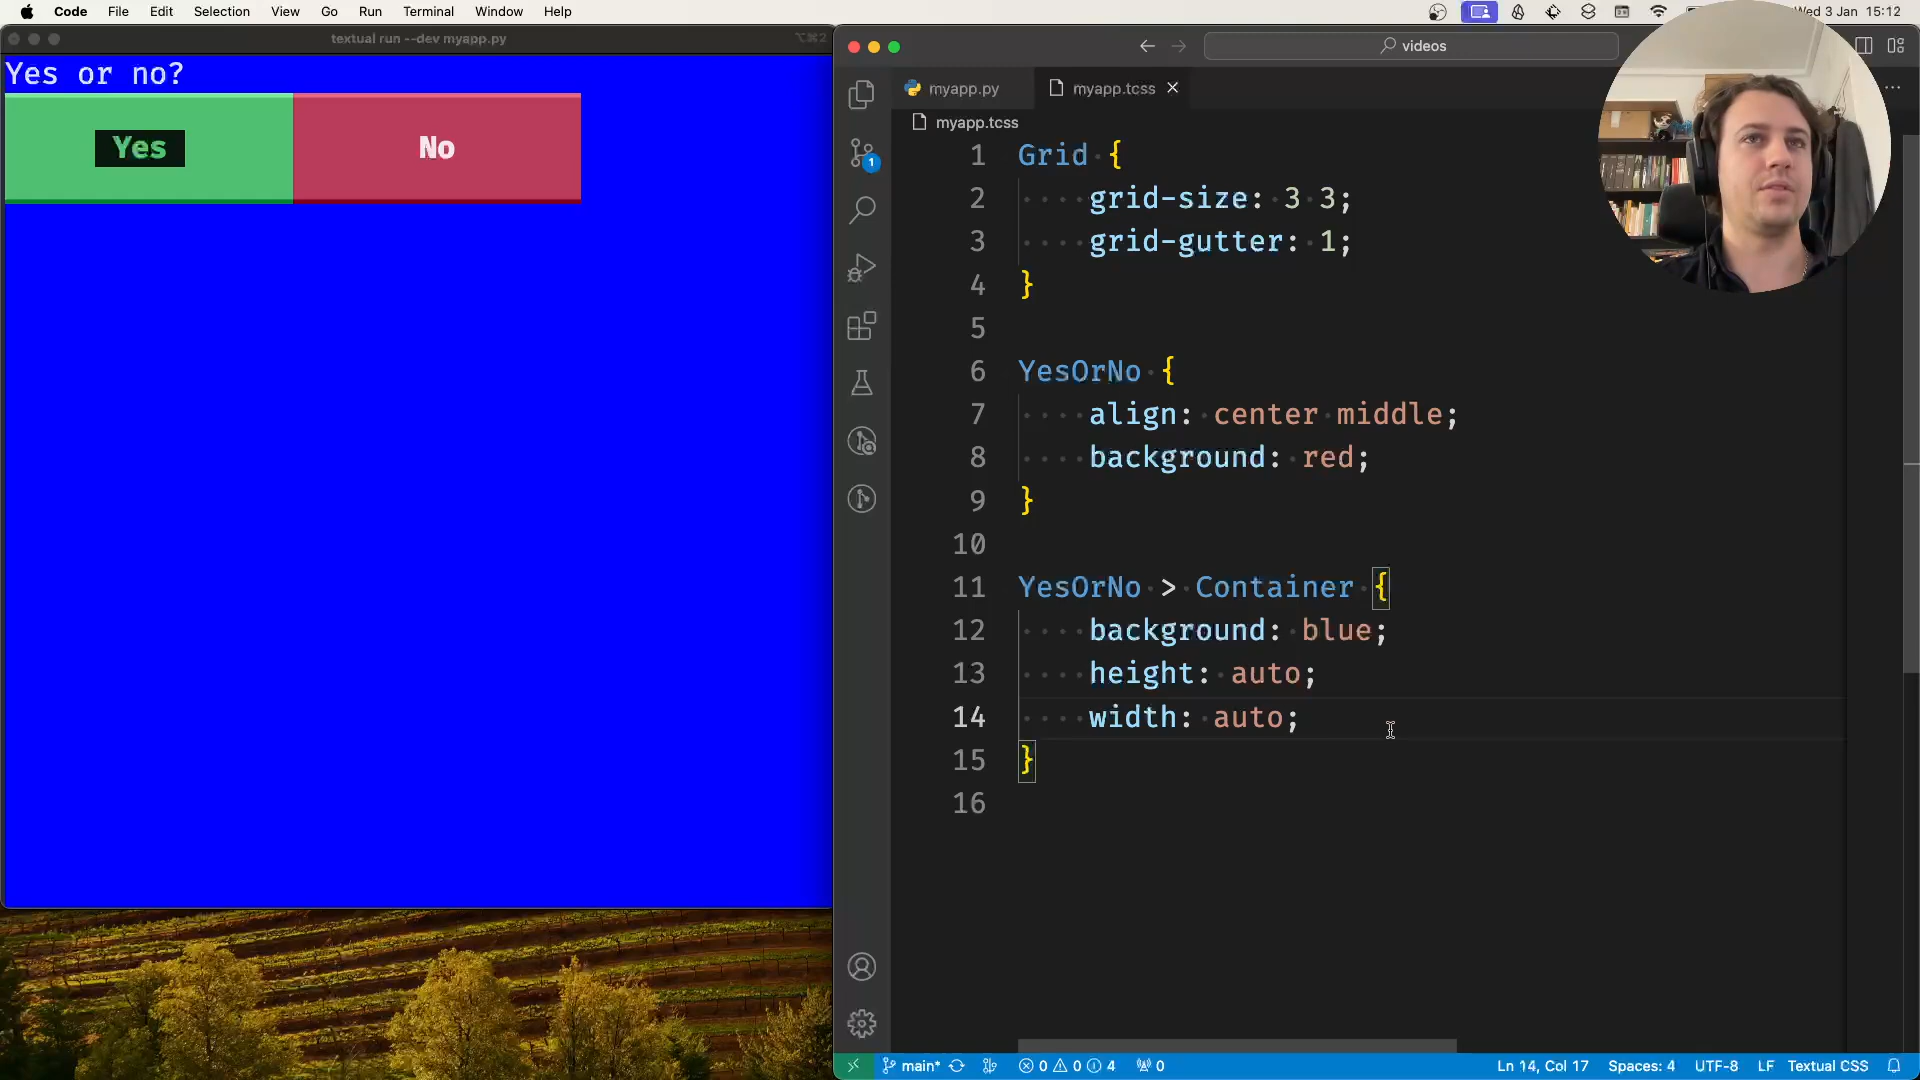 Code File Edit Selection View Go Run Terminal Window Help
Wed 3 Jan 15:12
textual run --dev myapp.py
⌥⌘2
Yes or no?
Yes
No
videos
myapp.py
myapp.tcss
myapp.tcss
1 Grid {
2 ····grid-size:·3·3;
3 ····grid-gutter:·1;
4 }
5
6 YesOrNo·{
7 ····align:·center·middle;
8 ····background:·red;
9 }
10
11 YesOrNo·>·Container·{
12 ····background:·blue;
13 ····height:·auto;
14 ····width:·auto;
15 }
16
1
main* 0 0 4 0 Ln 14, Col 17 Spaces: 4 UTF-8 LF Textual CSS